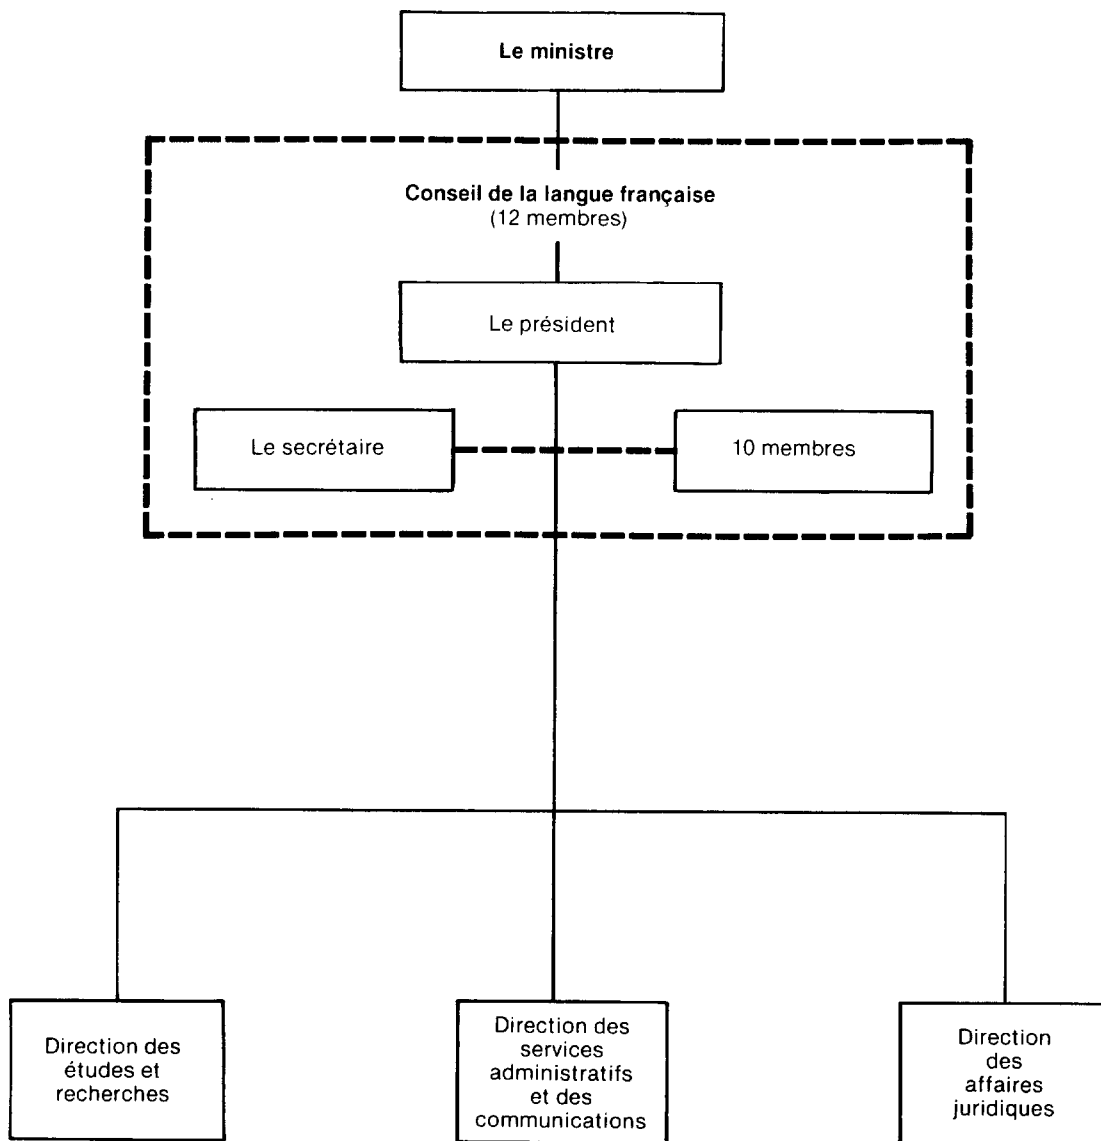 Le ministre
Conseil de la langue française
(12 membres)
Le président
Le secrétaire
10 membres
Direction des
études et
recherches
Direction des
services
administratifs
et des
communications
Direction
des
affaires
juridiques